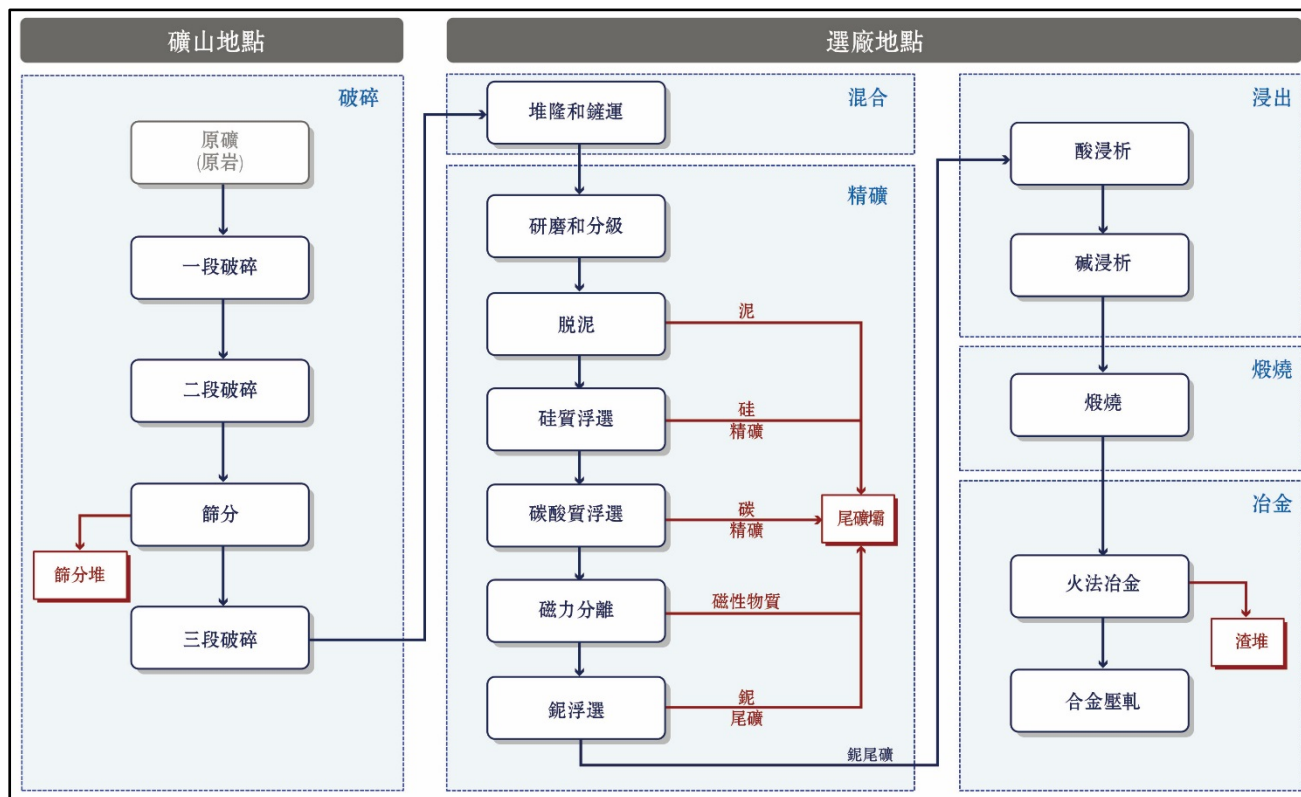 礦山地點
選廠地點
破碎
原礦
(原岩)
一段破碎
二段破碎
篩分
篩分堆
三段破碎
混合
堆隆和鏟運
精礦
研磨和分級
脫泥
泥
硅質浮選
硅
精礦
碳酸質浮選
碳
精礦
尾礦壩
磁力分離
磁性物質
鈮浮選
鈮
尾礦
鈮尾礦
浸出
酸浸析
碱浸析
煅燒
煅燒
冶金
火法冶金
渣堆
合金壓軋